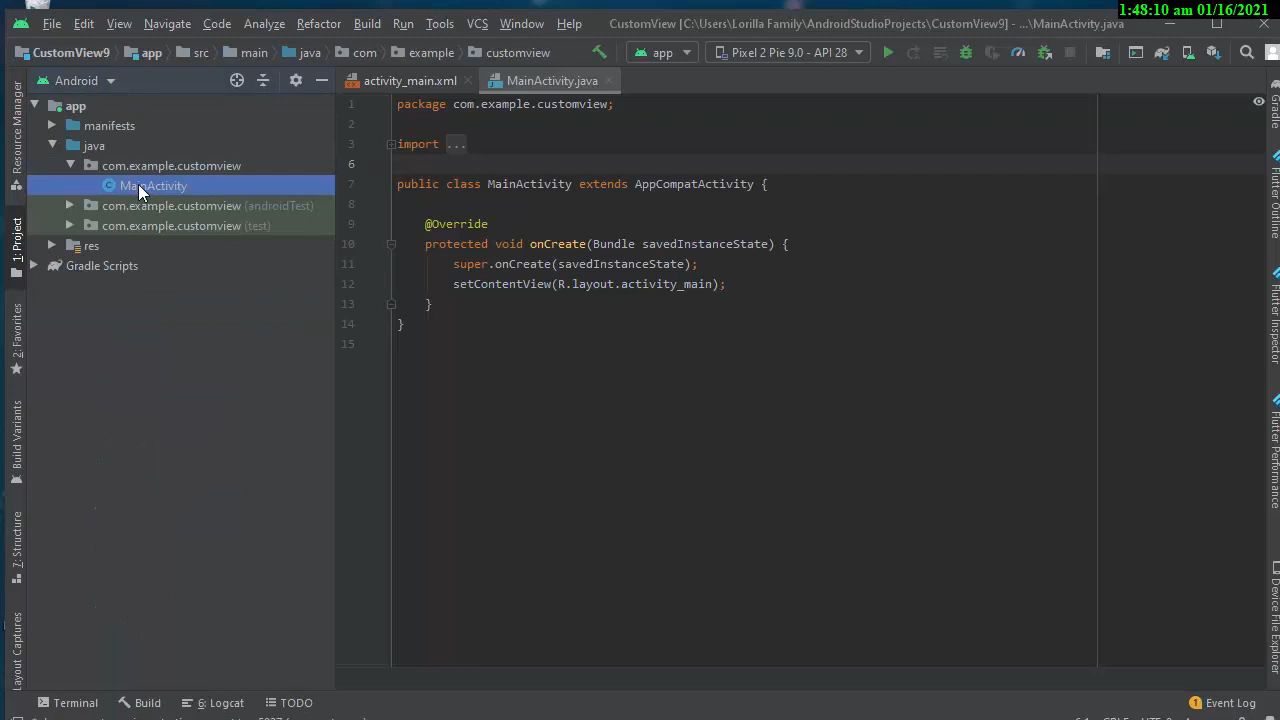 1:48:10 am 01/16/2021
File Edit View Navigate Code Analyze Refactor Build Run Tools VCS Window Help CustomView [C:\Users\Lorilla Family\AndroidStudioProjects\CustomView9] - ...\MainActivity.java
CustomView9 app src main java com example customview app Pixel 2 Pie 9.0 - API 28
Android activity_main.xml MainActivity.java
app
manifests
java
com.example.customview
MainActivity
com.example.customview (androidTest)
com.example.customview (test)
res
Gradle Scripts
1 package com.example.customview;
2
3 import ...
6
7 public class MainActivity extends AppCompatActivity {
8
9 @Override
10 protected void onCreate(Bundle savedInstanceState) {
11 super.onCreate(savedInstanceState);
12 setContentView(R.layout.activity_main);
13 }
14 }
15
Resource Manager
1: Project
2: Favorites
Build Variants
7: Structure
Layout Captures
Gradle
Flutter Outline
Flutter Inspector
Flutter Performance
Device File Explorer
Terminal Build 6: Logcat TODO 1 Event Log